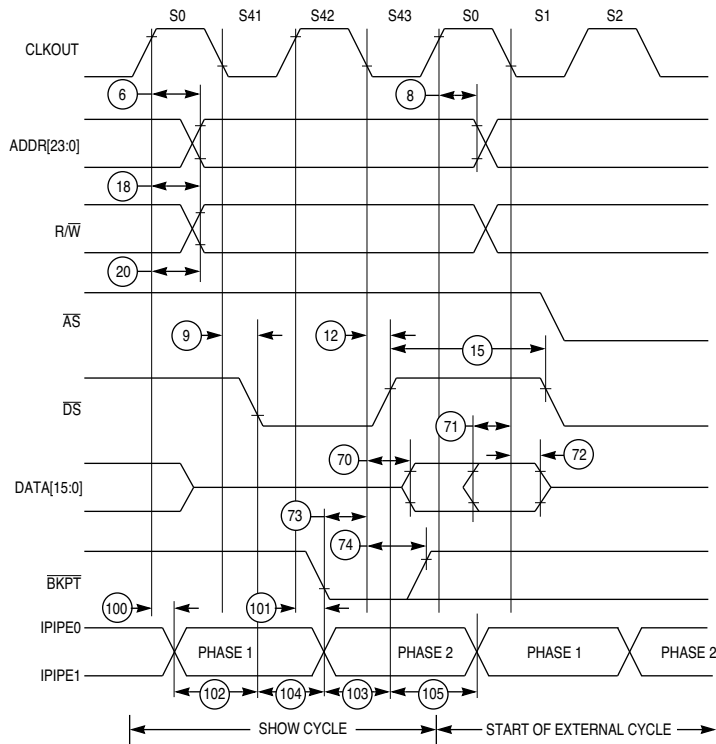 S0 S41 S42 S43 S0 S1 S2
CLKOUT
6 8
ADDR[23:0]
18
R/W
20
AS
9 12 15
DS
71
70 72
DATA[15:0]
73
74
BKPT
100 101
IPIPE0
PHASE 1 PHASE 2 PHASE 1 PHASE 2
IPIPE1
102 104 103 105
SHOW CYCLE START OF EXTERNAL CYCLE